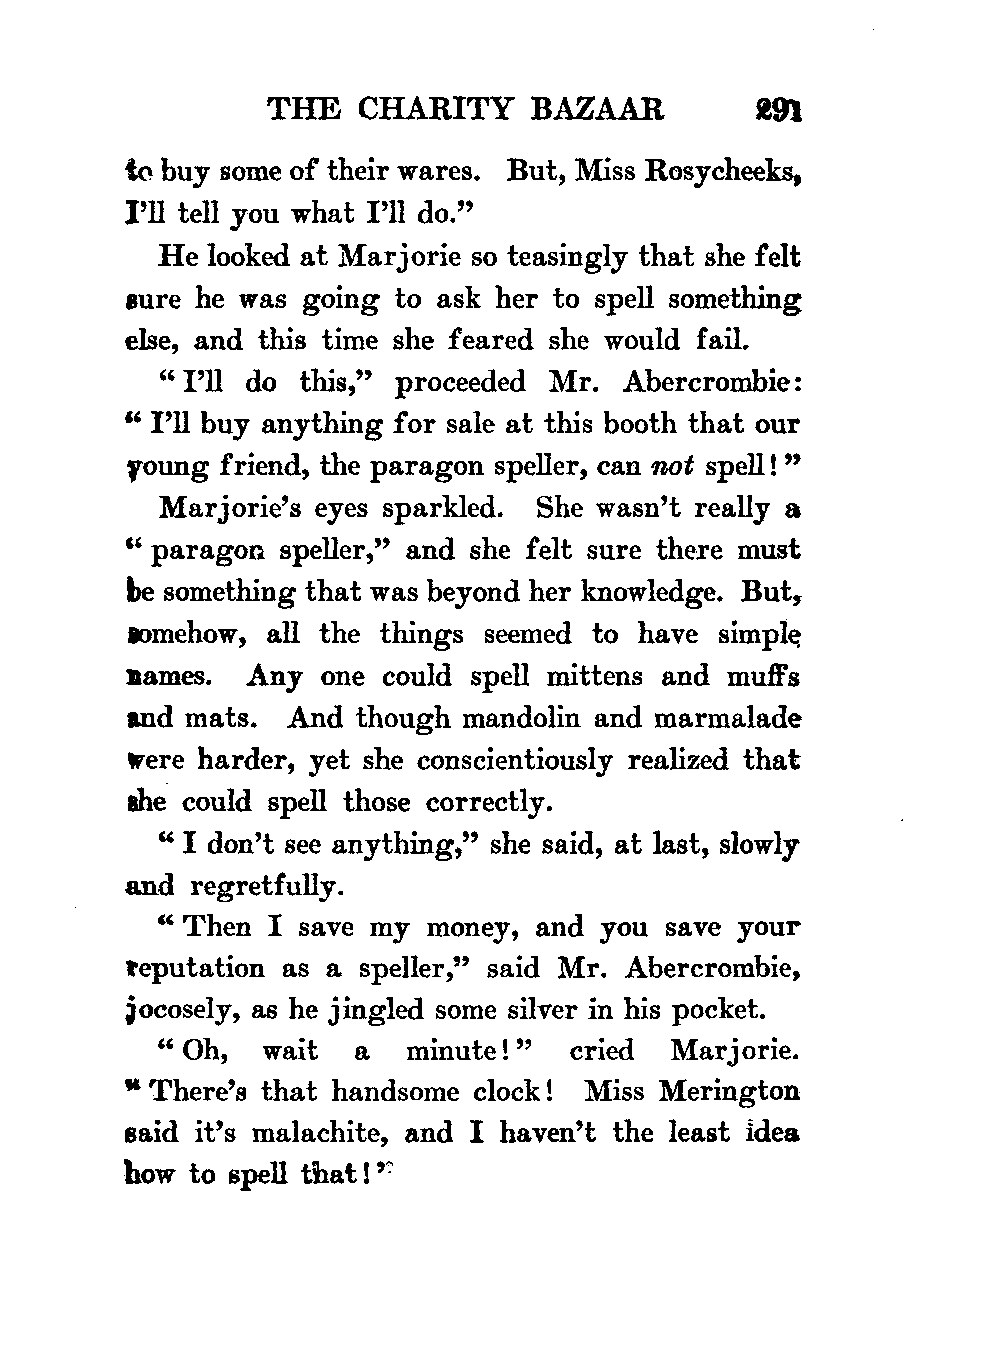 THE CHARITY BAZAAR 291
to buy some of their wares. But, Miss Rosycheeks,
I'll tell you what I'll do."
He looked at Marjorie so teasingly that she felt
sure he was going to ask her to spell something
else, and this time she feared she would fail.
" I'll do this," proceeded Mr. Abercrombie:
" I'll buy anything for sale at this booth that our
young friend, the paragon speller, can not spell! "
Marjorie's eyes sparkled. She wasn't really a
" paragon speller," and she felt sure there must
be something that was beyond her knowledge. But,
somehow, all the things seemed to have simple
names. Any one could spell mittens and muffs
and mats. And though mandolin and marmalade
were harder, yet she conscientiously realized that
she could spell those correctly.
" I don't see anything," she said, at last, slowly
and regretfully.
" Then I save my money, and you save your
reputation as a speller," said Mr. Abercrombie,
jocosely, as he jingled some silver in his pocket.
" Oh, wait a minute! " cried Marjorie.
" There's that handsome clock! Miss Merington
said it's malachite, and I haven't the least idea
how to spell that! "